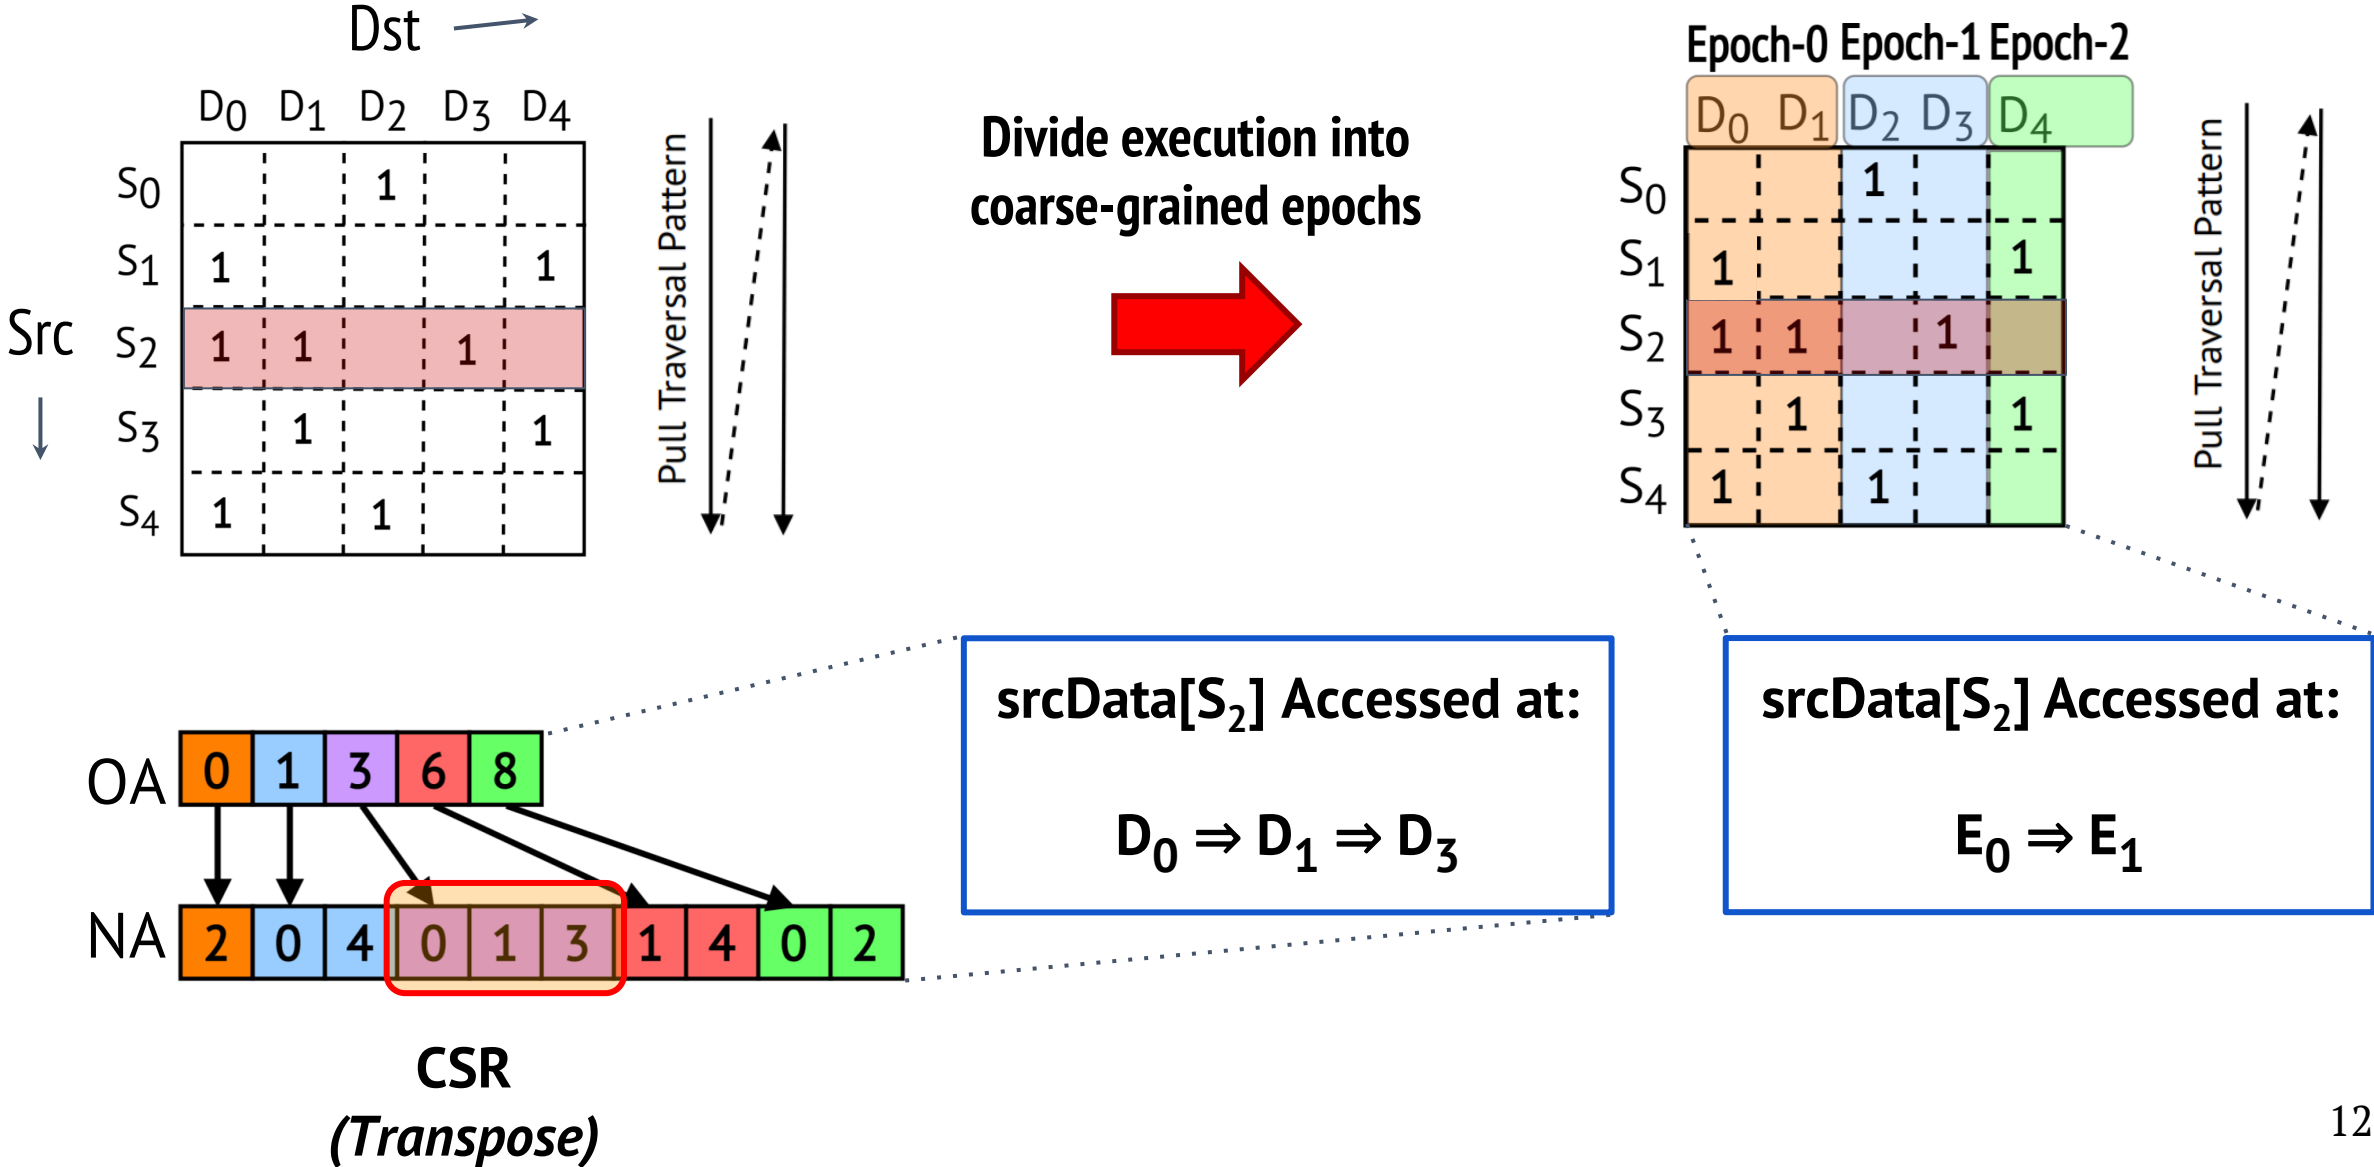 Dst
D0 D1 D2 D3 D4
Src
S0 1
S1 1 1
S2 1 1 1
S3 1 1
S4 1 1
Pull Traversal Pattern
Divide execution into
coarse-grained epochs
Epoch-0 Epoch-1 Epoch-2
D0 D1 D2 D3 D4
S0 1
S1 1 1
S2 1 1 1
S3 1 1
S4 1 1
Pull Traversal Pattern
OA 0 1 3 6 8
NA 2 0 4 0 1 3 1 4 0 2
CSR
(Transpose)
srcData[S2] Accessed at:
D0 ⇒ D1 ⇒ D3
srcData[S2] Accessed at:
E0 ⇒ E1
12